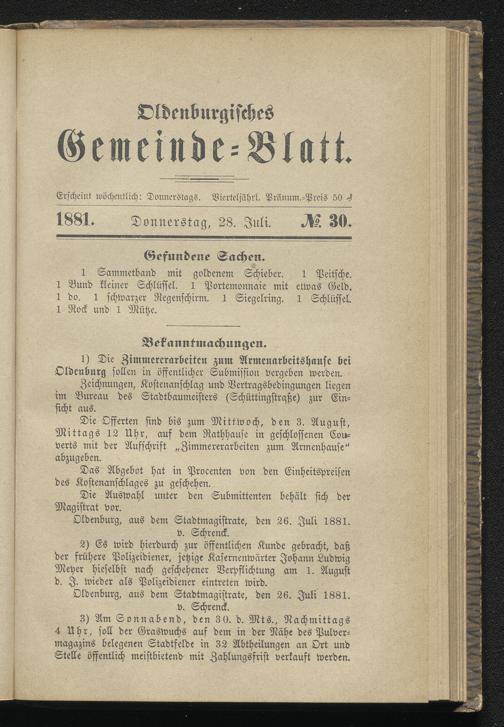 Oldenburgisches
Gemeinde-Blatt.
Erscheint wöchentlich: Donnerstags. Vierteljährl. Pränum.-Preis 50 ₰
1881. Donnerstag, 28. Juli. № 30.
Gefundene Sachen.
1 Sammetband mit goldenem Schieber. 1 Peitsche.
1 Bund kleiner Schlüssel. 1 Portemonnaie mit etwas Geld.
1 do. 1 schwarzer Regenschirm. 1 Siegelring. 1 Schlüssel.
1 Rock und 1 Mütze.
Bekanntmachungen.
1) Die Zimmererarbeiten zum Armenarbeitshause bei
Oldenburg sollen in öffentlicher Submission vergeben werden.
Zeichnungen, Kostenanschlag und Vertragsbedingungen liegen
im Bureau des Stadtbaumeisters (Schüttingstraße) zur Ein-
sicht aus.
Die Offerten sind bis zum Mittwoch, den 3. August,
Mittags 12 Uhr, auf dem Rathhause in geschlossenen Cou-
verts mit der Aufschrift „Zimmererarbeiten zum Armenhause“
abzugeben.
Das Abgebot hat in Procenten von den Einheitspreisen
des Kostenanschlages zu geschehen.
Die Auswahl unter den Submittenten behält sich der
Magistrat vor.
Oldenburg, aus dem Stadtmagistrate, den 26. Juli 1881.
v. Schrenck.
2) Es wird hierdurch zur öffentlichen Kunde gebracht, daß
der frühere Polizeidiener, jetzige Kasernenwärter Johann Ludwig
Meyer hieselbst nach geschehener Verpflichtung am 1. August
d. J. wieder als Polizeidiener eintreten wird.
Oldenburg, aus dem Stadtmagistrate, den 26. Juli 1881.
v. Schrenck.
3) Am Sonnabend, den 30. d. Mts., Nachmittags
4 Uhr, soll der Graswuchs auf dem in der Nähe des Pulver-
magazins belegenen Stadtfelde in 32 Abtheilungen an Ort und
Stelle öffentlich meistbietend mit Zahlungsfrist verkauft werden.